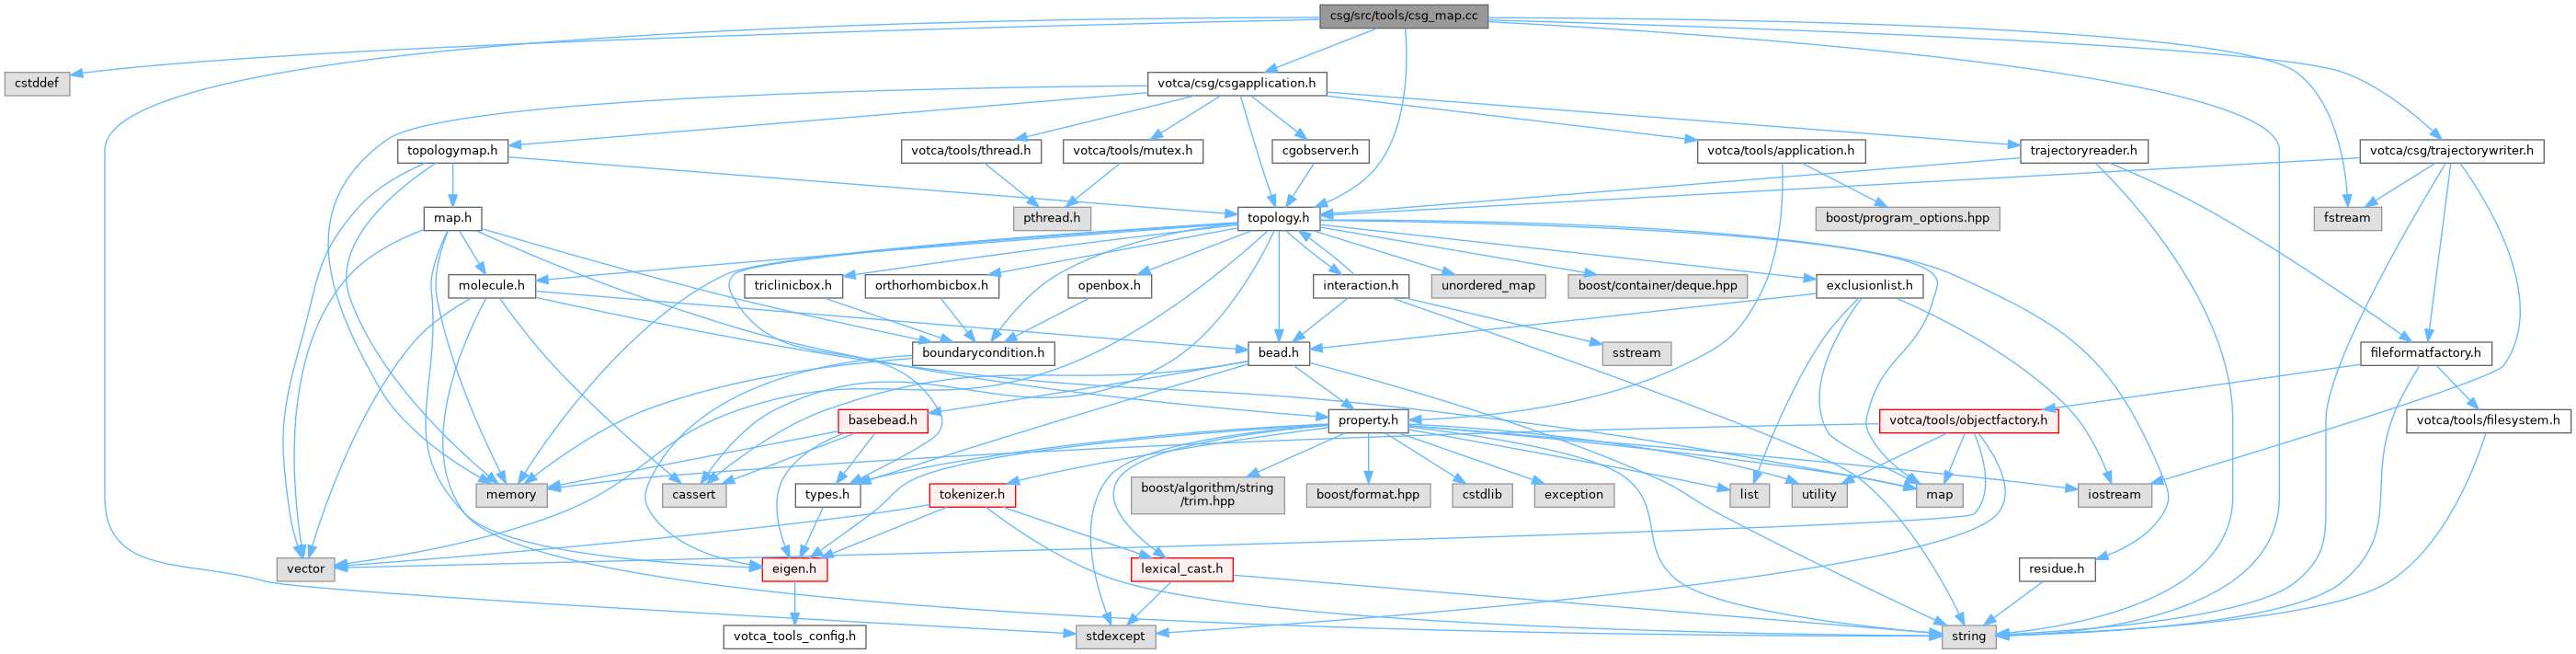 csg/src/tools/csg_map.cc
cstddef
votca/csg/csgapplication.h
topologymap.h
votca/tools/thread.h
votca/tools/mutex.h
cgobserver.h
votca/tools/application.h
trajectoryreader.h
votca/csg/trajectorywriter.h
map.h
pthread.h
topology.h
boost/program_options.hpp
fstream
molecule.h
triclinicbox.h
orthorhombicbox.h
openbox.h
interaction.h
unordered_map
boost/container/deque.hpp
exclusionlist.h
boundarycondition.h
bead.h
sstream
fileformatfactory.h
basebead.h
property.h
votca/tools/objectfactory.h
votca/tools/filesystem.h
memory
cassert
types.h
tokenizer.h
boost/algorithm/string
/trim.hpp
boost/format.hpp
cstdlib
exception
list
utility
map
iostream
vector
eigen.h
lexical_cast.h
residue.h
votca_tools_config.h
stdexcept
string